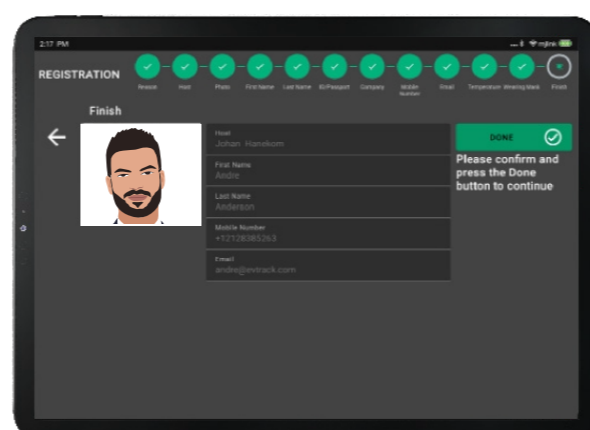 2:17 PM
mjlink
REGISTRATION
Reason
Host
Photo
First Name
Last Name
ID/Passport
Company
Mobile
Number
Email
Temperature
Wearing Mask
Finish
Finish
Host
Johan Hanekom
First Name
Andre
Last Name
Anderson
Mobile Number
+12128385263
Email
andre@evtrack.com
DONE
Please confirm and
press the Done
button to continue